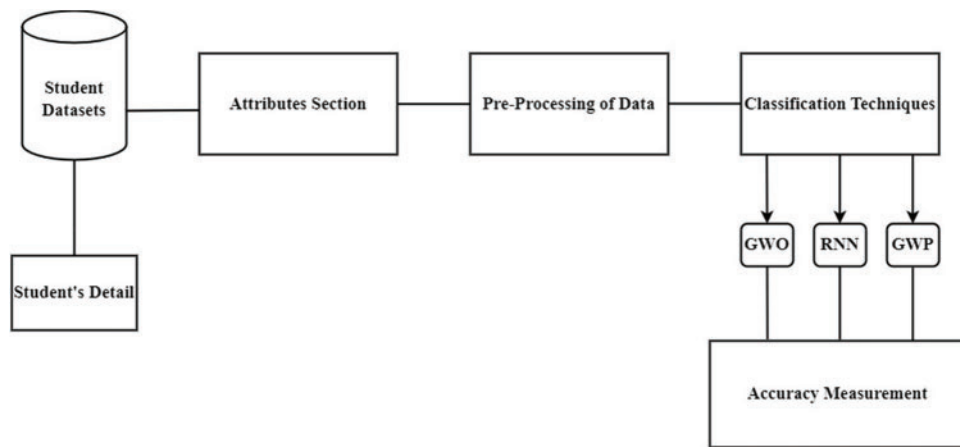 Student
Datasets
Attributes Section
Pre-Processing of Data
Classification Techniques
GWO
RNN
GWP
Student's Detail
Accuracy Measurement